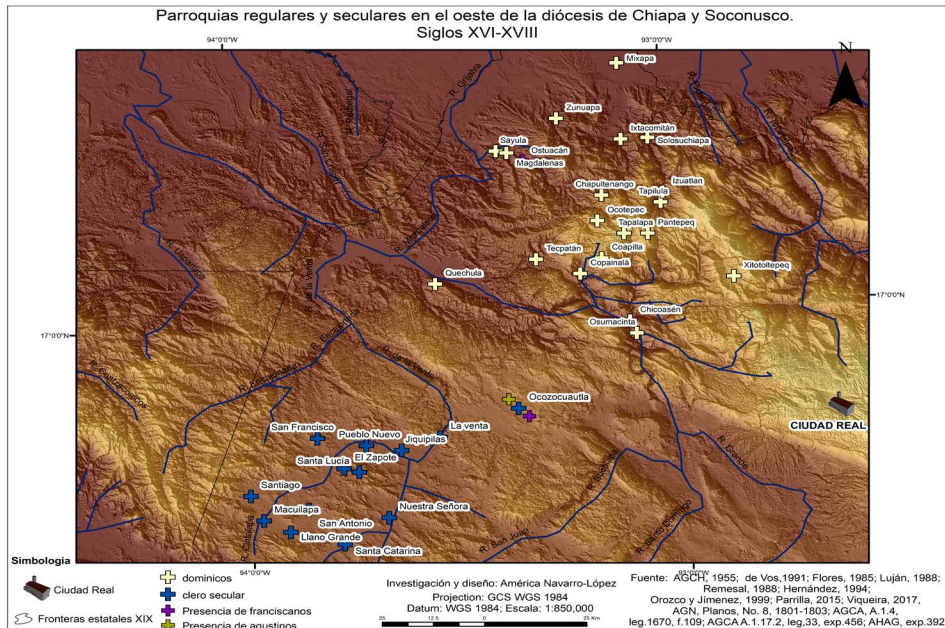 Parroquias regulares y seculares en el oeste de la diócesis de Chiapa y Soconusco.
Siglos XVI-XVIII
94°0'0"W
93°0'0"W
N
Mixapa
R. Grijalva
Zunuapa
Ixtacomitán
Solosuchiapa
Sayula
Ostuacán
Magdalenas
Chapultenango
Izuatlan
Tapilula
Ocotepec
Tapalapa
Pantepeq
Tecpatán
Coapilla
Copainalá
Xitotoltepeq
Quechula
17°0'0"N
Chicoasén
Osumacinta
17°0'0"N
R. de la Venta
Ocozocuautla
CIUDAD REAL
La venta
San Francisco
Pueblo Nuevo
Jiquipilas
Santa Lucía
El Zapote
R. Grande
Santiago
Macuilapa
San Antonio
Nuestra Señora
Llano Grande
Santa Catarina
R. San Juan
R. Santo Domingo
94°0'0"W
93°0'0"W
Simbología
Ciudad Real
Fronteras estatales XIX
dominicos
clero secular
Presencia de franciscanos
Presencia de agustinos
Investigación y diseño: América Navarro-López
Projection: GCS WGS 1984
Datum: WGS 1984; Escala: 1:850,000
25 12.5 0 25 Km
Fuente: AGCH, 1955; de Vos,1991; Flores, 1985; Luján, 1988;
Remesal, 1988; Hernández, 1994;
Orozco y Jiménez, 1999; Parrilla, 2015; Viqueira, 2017,
AGN, Planos, No. 8, 1801-1803; AGCA, A.1.4,
leg.1670, f.109; AGCA A.1.17.2, leg,33, exp.456; AHAG, exp.392